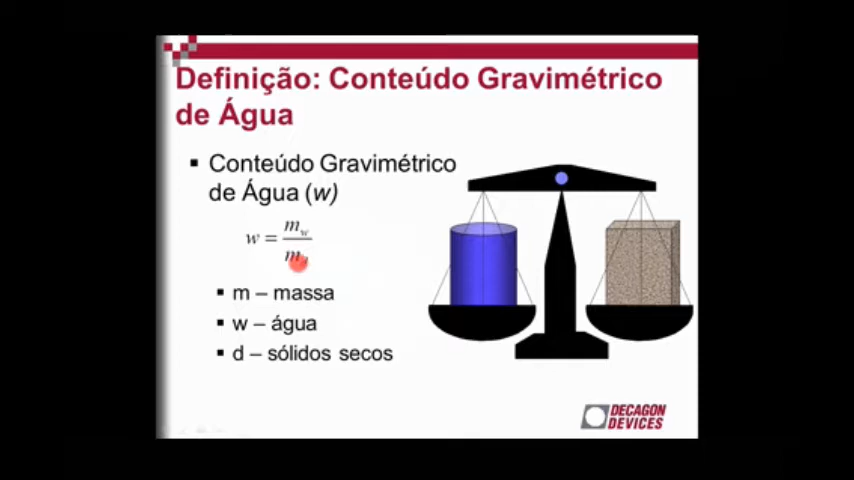 Definição: Conteúdo Gravimétrico
de Água
▪ Conteúdo Gravimétrico
de Água (w)
w = m_w / m
▪ m – massa
▪ w – água
▪ d – sólidos secos
DECAGON
DEVICES